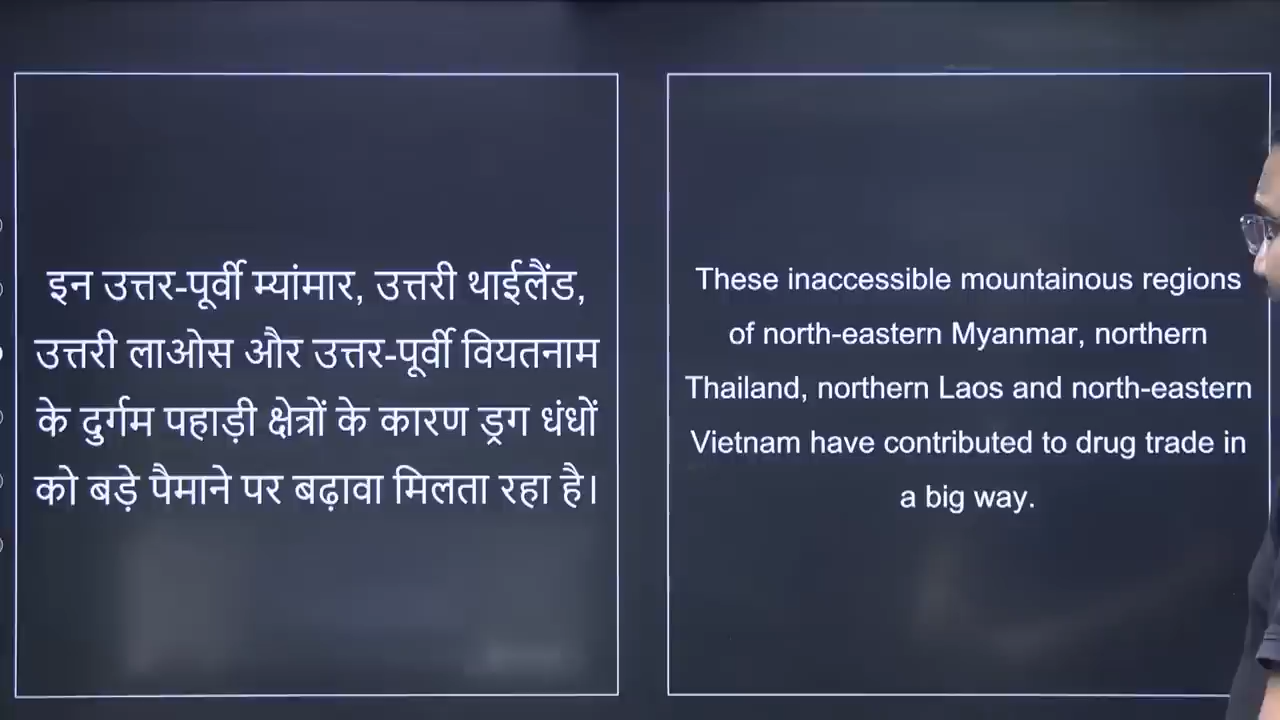 इन उत्तर-पूर्वी म्यांमार, उत्तरी थाईलैंड,
उत्तरी लाओस और उत्तर-पूर्वी वियतनाम
के दुर्गम पहाड़ी क्षेत्रों के कारण ड्रग धंधों
को बड़े पैमाने पर बढ़ावा मिलता रहा है।
These inaccessible mountainous regions
of north-eastern Myanmar, northern
Thailand, northern Laos and north-eastern
Vietnam have contributed to drug trade in
a big way.